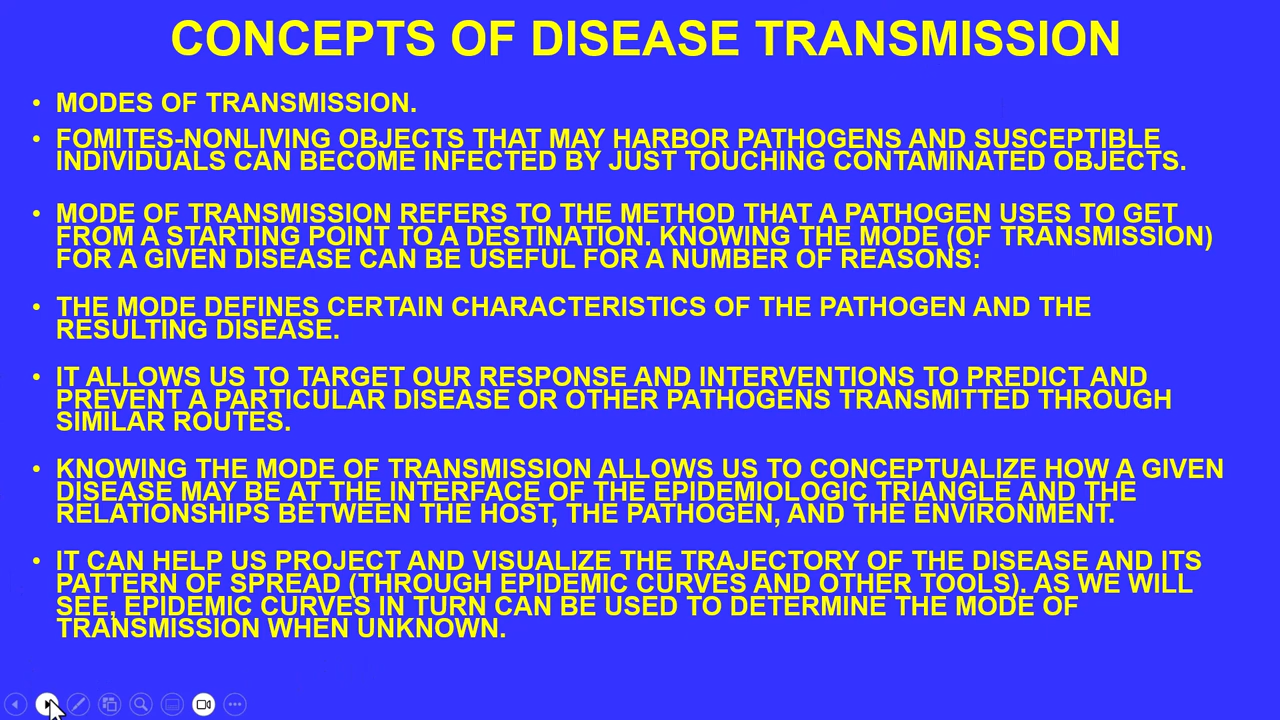 CONCEPTS OF DISEASE TRANSMISSION
• MODES OF TRANSMISSION.
• FOMITES-NONLIVING OBJECTS THAT MAY HARBOR PATHOGENS AND SUSCEPTIBLE
INDIVIDUALS CAN BECOME INFECTED BY JUST TOUCHING CONTAMINATED OBJECTS.
• MODE OF TRANSMISSION REFERS TO THE METHOD THAT A PATHOGEN USES TO GET
FROM A STARTING POINT TO A DESTINATION. KNOWING THE MODE (OF TRANSMISSION)
FOR A GIVEN DISEASE CAN BE USEFUL FOR A NUMBER OF REASONS:
• THE MODE DEFINES CERTAIN CHARACTERISTICS OF THE PATHOGEN AND THE
RESULTING DISEASE.
• IT ALLOWS US TO TARGET OUR RESPONSE AND INTERVENTIONS TO PREDICT AND
PREVENT A PARTICULAR DISEASE OR OTHER PATHOGENS TRANSMITTED THROUGH
SIMILAR ROUTES.
• KNOWING THE MODE OF TRANSMISSION ALLOWS US TO CONCEPTUALIZE HOW A GIVEN
DISEASE MAY BE AT THE INTERFACE OF THE EPIDEMIOLOGIC TRIANGLE AND THE
RELATIONSHIPS BETWEEN THE HOST, THE PATHOGEN, AND THE ENVIRONMENT.
• IT CAN HELP US PROJECT AND VISUALIZE THE TRAJECTORY OF THE DISEASE AND ITS
PATTERN OF SPREAD (THROUGH EPIDEMIC CURVES AND OTHER TOOLS). AS WE WILL
SEE, EPIDEMIC CURVES IN TURN CAN BE USED TO DETERMINE THE MODE OF
TRANSMISSION WHEN UNKNOWN.